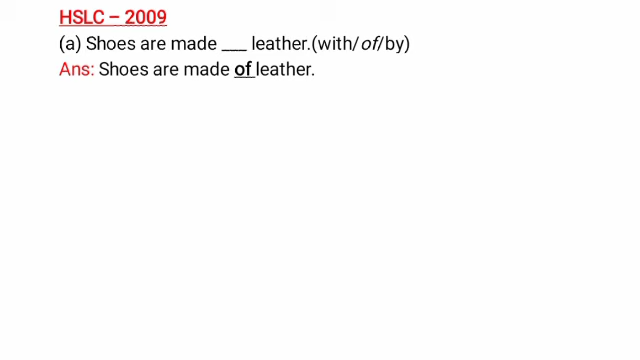 HSLC – 2009
(a) Shoes are made ___ leather.(with/of/by)
Ans: Shoes are made of leather.